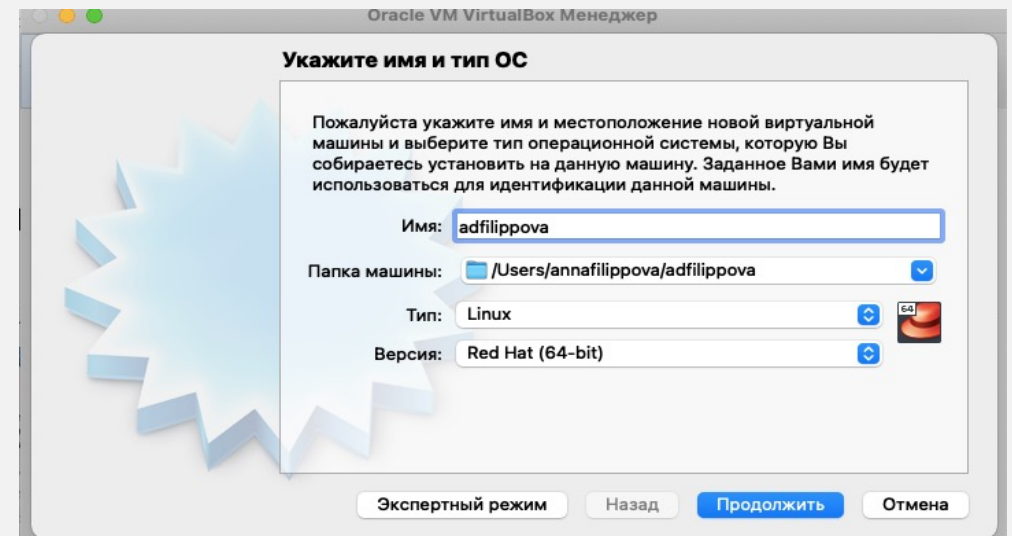 Oracle VM VirtualBox Менеджер
Укажите имя и тип ОС
Пожалуйста укажите имя и местоположение новой виртуальной
машины и выберите тип операционной системы, которую Вы
собираетесь установить на данную машину. Заданное Вами имя будет
использоваться для идентификации данной машины.
Имя: adfilippova
Папка машины: /Users/annafilippova/adfilippova
Тип: Linux
64
Версия: Red Hat (64-bit)
Экспертный режим Назад Продолжить Отмена